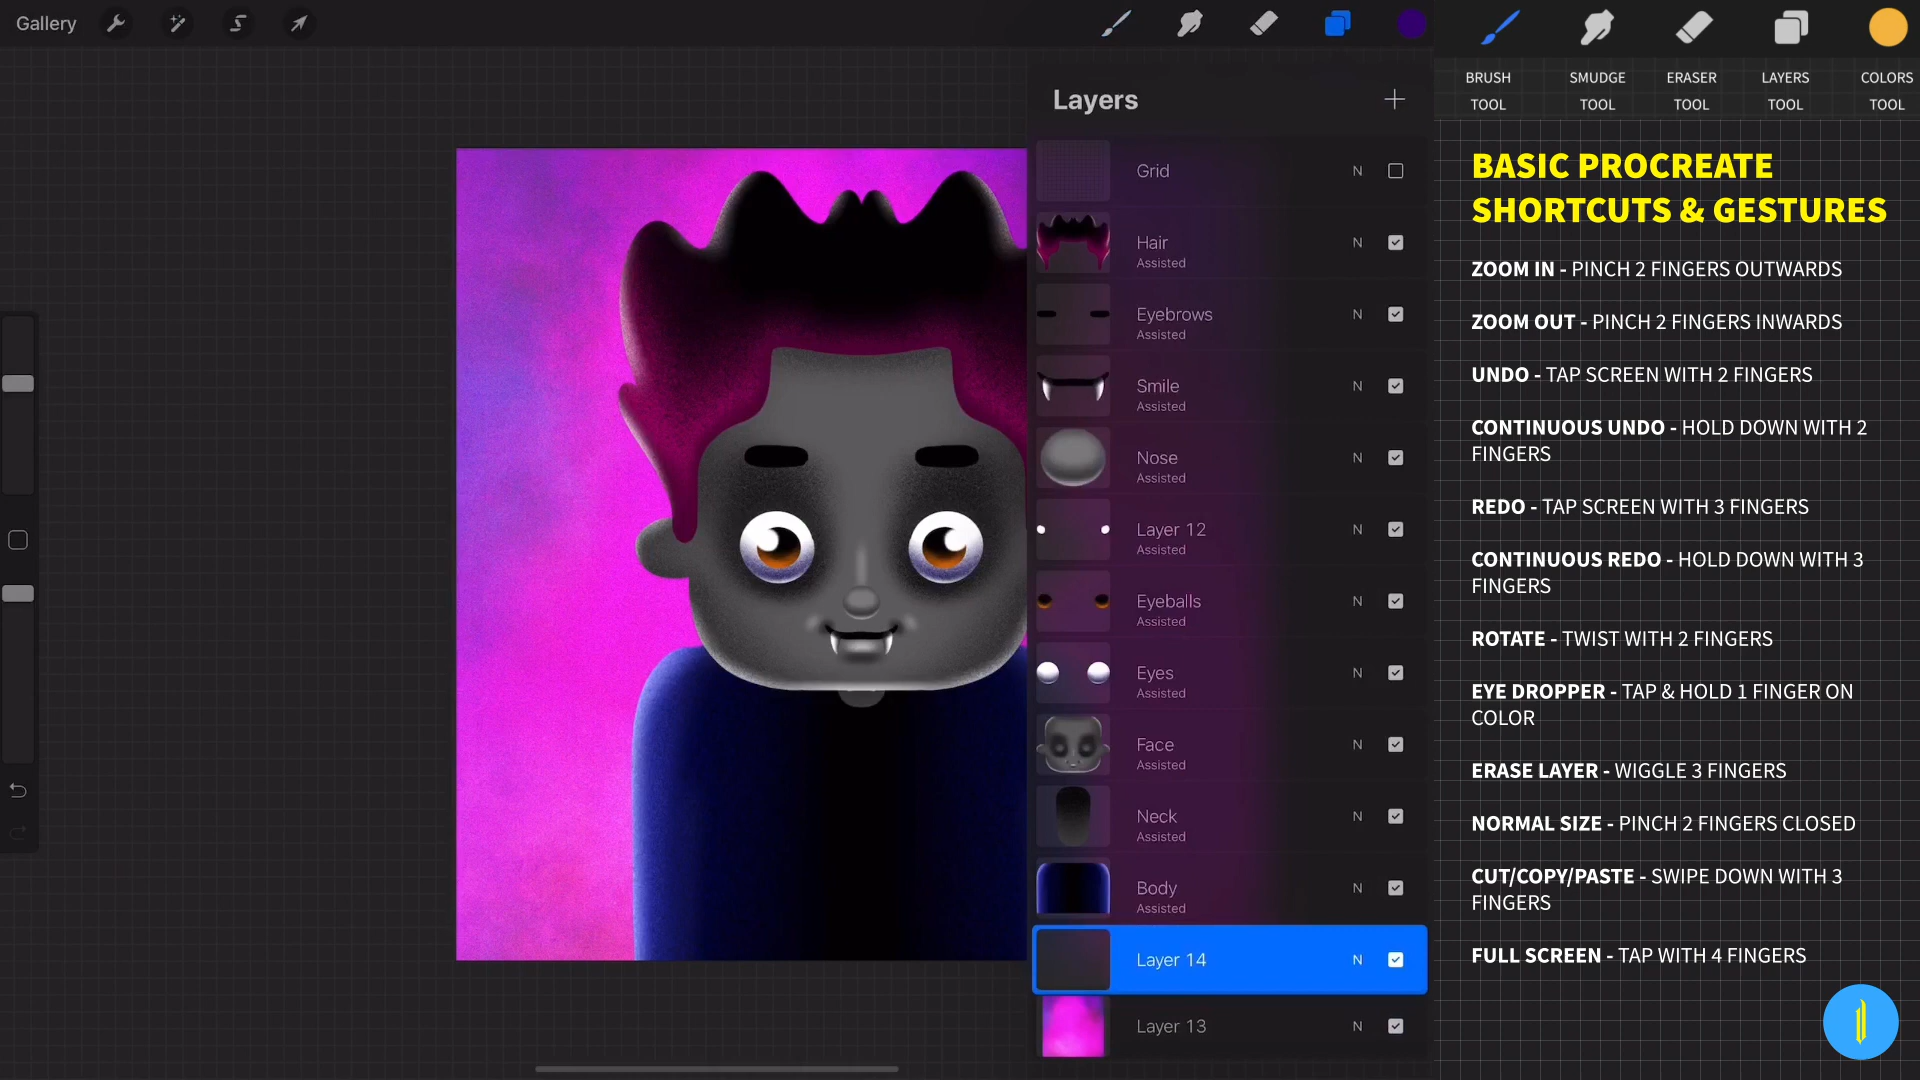 Gallery
Layers
Grid N
Hair N
Assisted
Eyebrows N
Assisted
Smile N
Assisted
Nose N
Assisted
Layer 12 N
Assisted
Eyeballs N
Assisted
Eyes N
Assisted
Face N
Assisted
Neck N
Assisted
Body N
Assisted
Layer 14 N
Layer 13 N
BRUSH TOOL
SMUDGE TOOL
ERASER TOOL
LAYERS TOOL
COLORS TOOL
BASIC PROCREATE
SHORTCUTS & GESTURES
ZOOM IN - PINCH 2 FINGERS OUTWARDS
ZOOM OUT - PINCH 2 FINGERS INWARDS
UNDO - TAP SCREEN WITH 2 FINGERS
CONTINUOUS UNDO - HOLD DOWN WITH 2
FINGERS
REDO - TAP SCREEN WITH 3 FINGERS
CONTINUOUS REDO - HOLD DOWN WITH 3
FINGERS
ROTATE - TWIST WITH 2 FINGERS
EYE DROPPER - TAP & HOLD 1 FINGER ON
COLOR
ERASE LAYER - WIGGLE 3 FINGERS
NORMAL SIZE - PINCH 2 FINGERS CLOSED
CUT/COPY/PASTE - SWIPE DOWN WITH 3
FINGERS
FULL SCREEN - TAP WITH 4 FINGERS